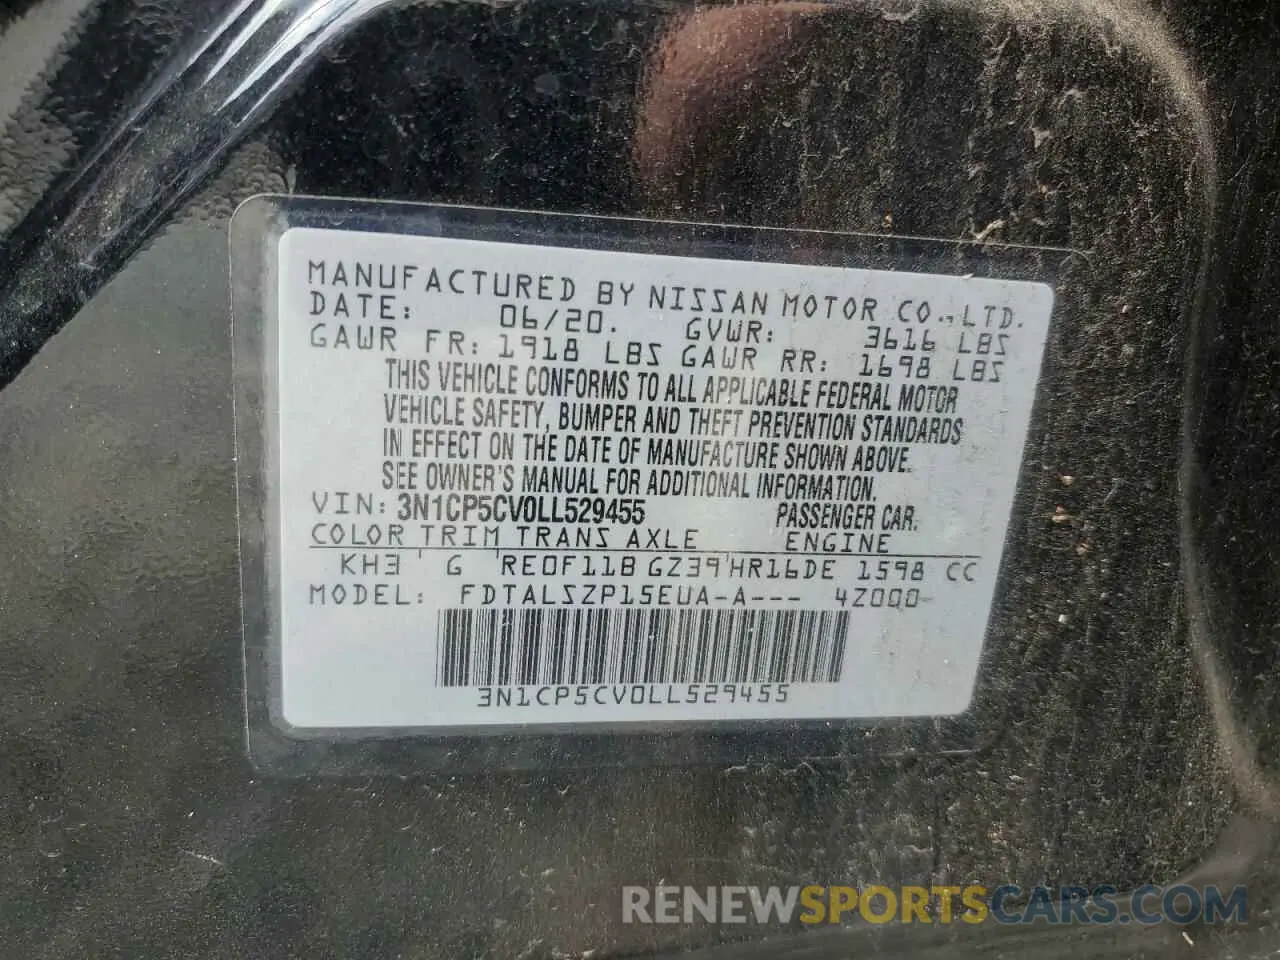 MANUFACTURED BY NISSAN MOTOR CO., LTD.
DATE: 06/20. GVWR: 3616 LBS
GAWR FR: 1918 LBS GAWR RR: 1698 LBS
THIS VEHICLE CONFORMS TO ALL APPLICABLE FEDERAL MOTOR
VEHICLE SAFETY, BUMPER AND THEFT PREVENTION STANDARDS
IN EFFECT ON THE DATE OF MANUFACTURE SHOWN ABOVE.
SEE OWNER'S MANUAL FOR ADDITIONAL INFORMATION.
VIN: 3N1CP5CV0LL529455 PASSENGER CAR.
COLOR TRIM TRANS AXLE ENGINE
KH3 G RE0F11B GZ39 HR16DE 1598 CC
MODEL: FDTALSZP15EUA-A--- 4Z000
3N1CP5CV0LL529455
RENEWSPORTSCARS.COM